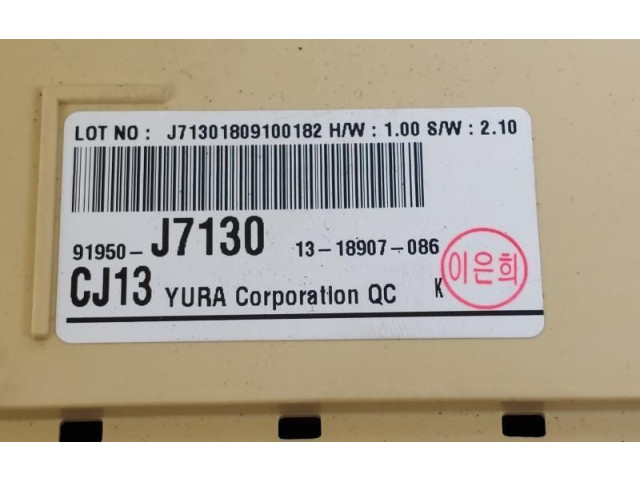 LOT NO : J71301809100182 H/W : 1.00 S/W : 2.10
91950-J7130 13-18907-086
CJ13 YURA Corporation QC K
이은희